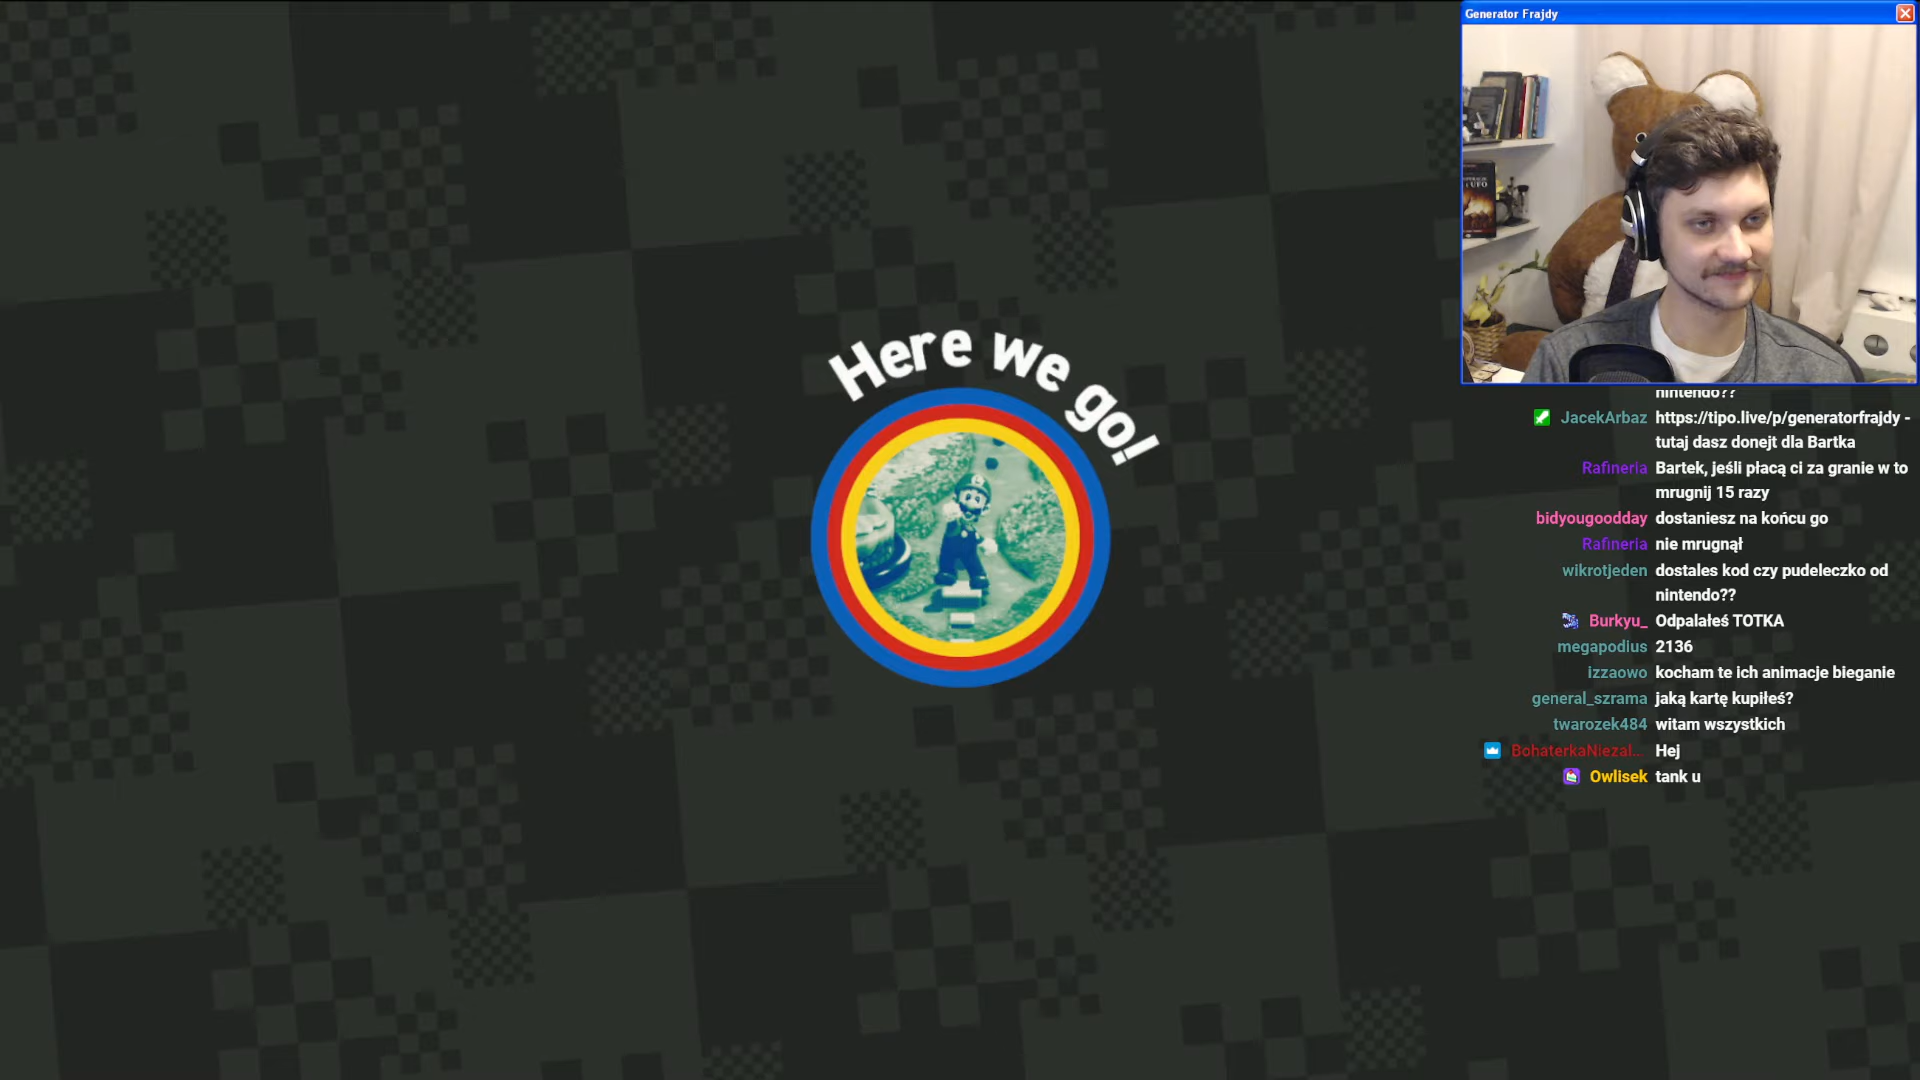 Generator Frajdy
Here we go!
nintendo??
JacekArbaz https://tipo.live/p/generatorfrajdy -
tutaj dasz donejt dla Bartka
Rafineria Bartek, jeśli płacą ci za granie w to
mrugnij 15 razy
bidyougoodday dostaniesz na końcu go
Rafineria nie mrugnął
wikrotjeden dostales kod czy pudeleczko od
nintendo??
Burkyu_ Odpalałeś TOTKA
megapodius 2136
izzaowo kocham te ich animacje bieganie
general_szrama jaką kartę kupiłeś?
twarozek484 witam wszystkich
BohaterkaNiezal... Hej
Owlisek tank u